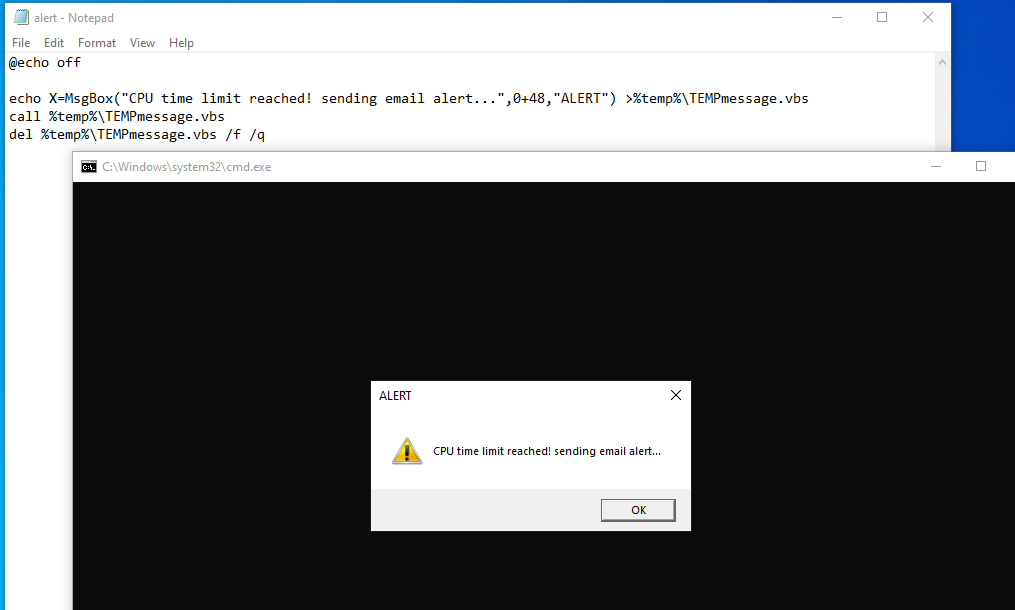 alert - Notepad
File Edit Format View Help
@echo off
echo X=MsgBox("CPU time limit reached! sending email alert...",0+48,"ALERT") >%temp%\TEMPmessage.vbs
call %temp%\TEMPmessage.vbs
del %temp%\TEMPmessage.vbs /f /q
C:\. C:\Windows\system32\cmd.exe
ALERT
CPU time limit reached! sending email alert...
OK